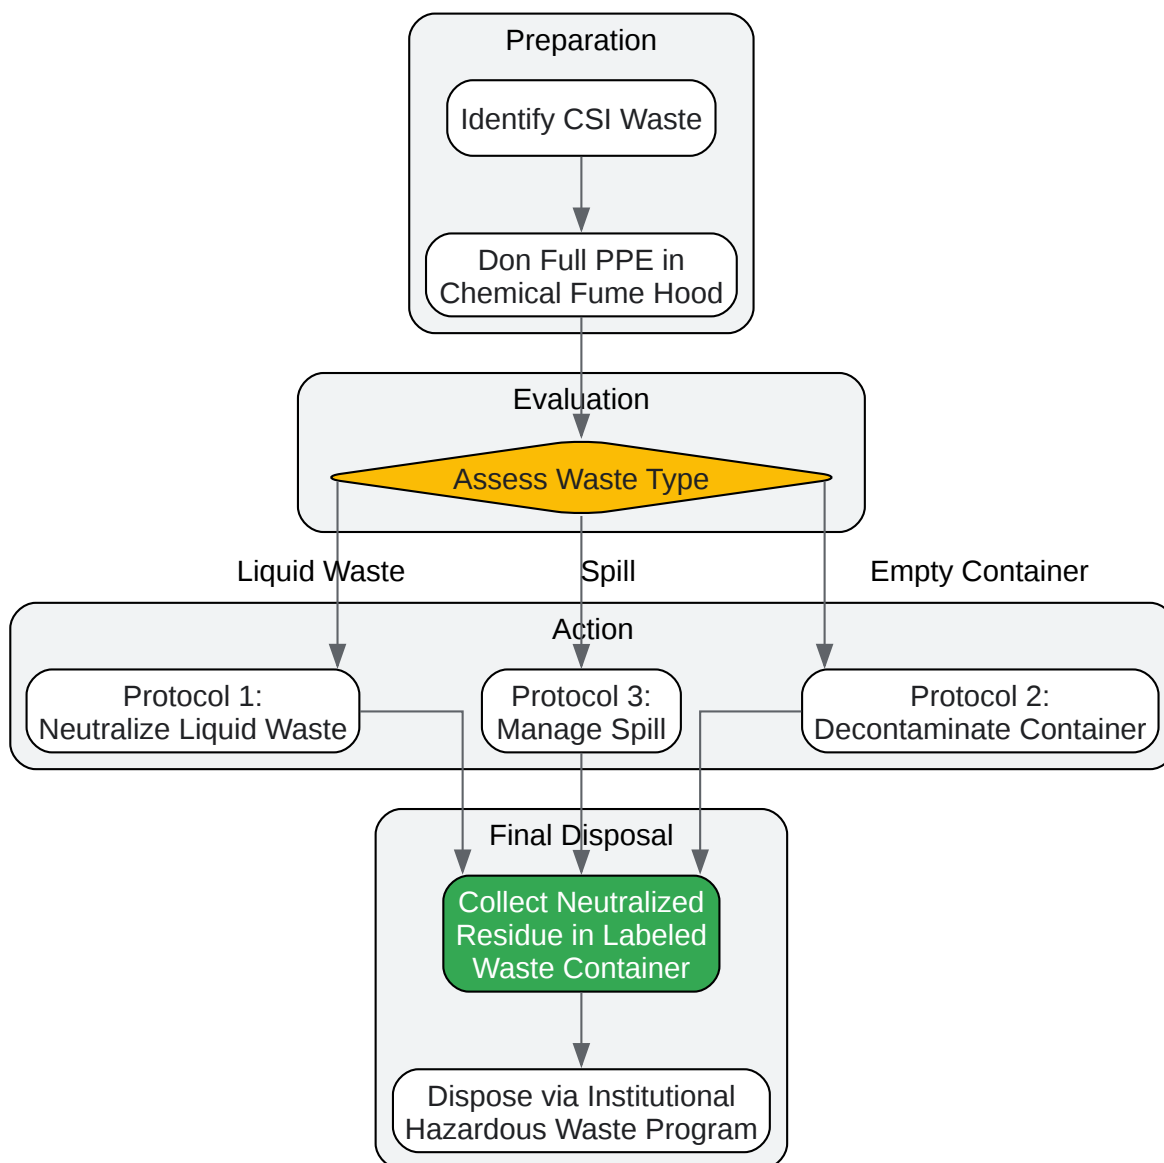 Preparation
Identify CSI Waste
Don Full PPE in
Chemical Fume Hood
Evaluation
Assess Waste Type
Liquid Waste
Spill
Empty Container
Action
Protocol 1:
Neutralize Liquid Waste
Protocol 3:
Manage Spill
Protocol 2:
Decontaminate Container
Final Disposal
Collect Neutralized
Residue in Labeled
Waste Container
Dispose via Institutional
Hazardous Waste Program